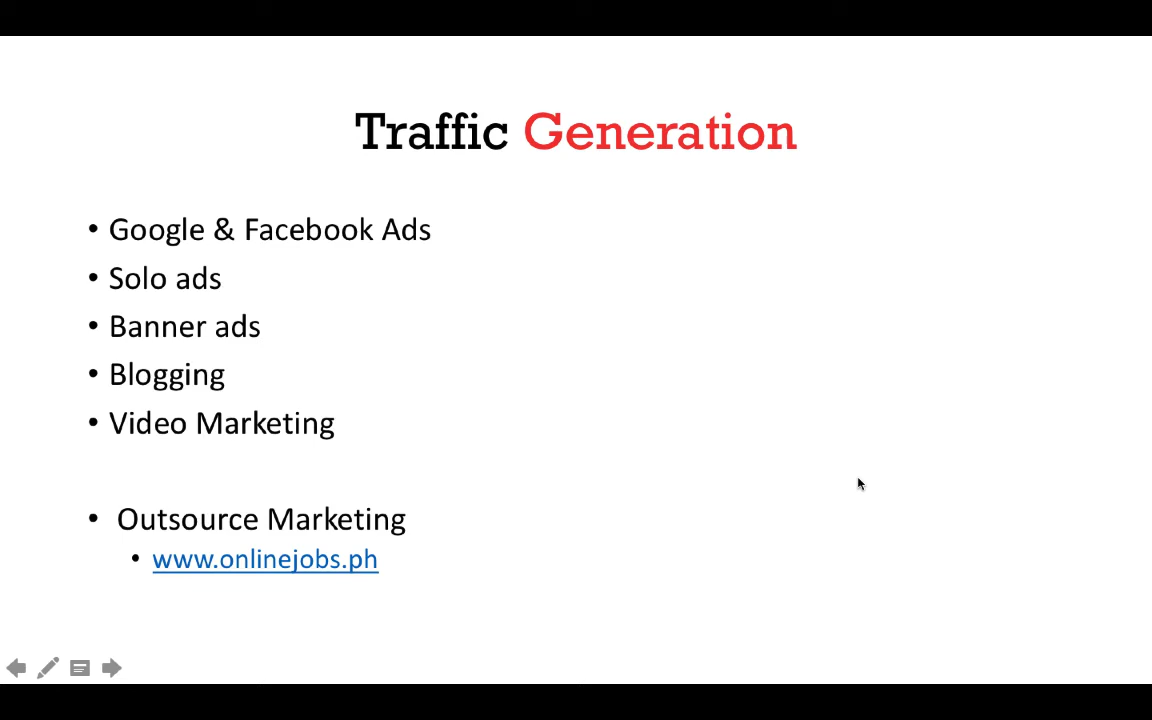 Traffic Generation
• Google & Facebook Ads
• Solo ads
• Banner ads
• Blogging
• Video Marketing
• Outsource Marketing
• www.onlinejobs.ph